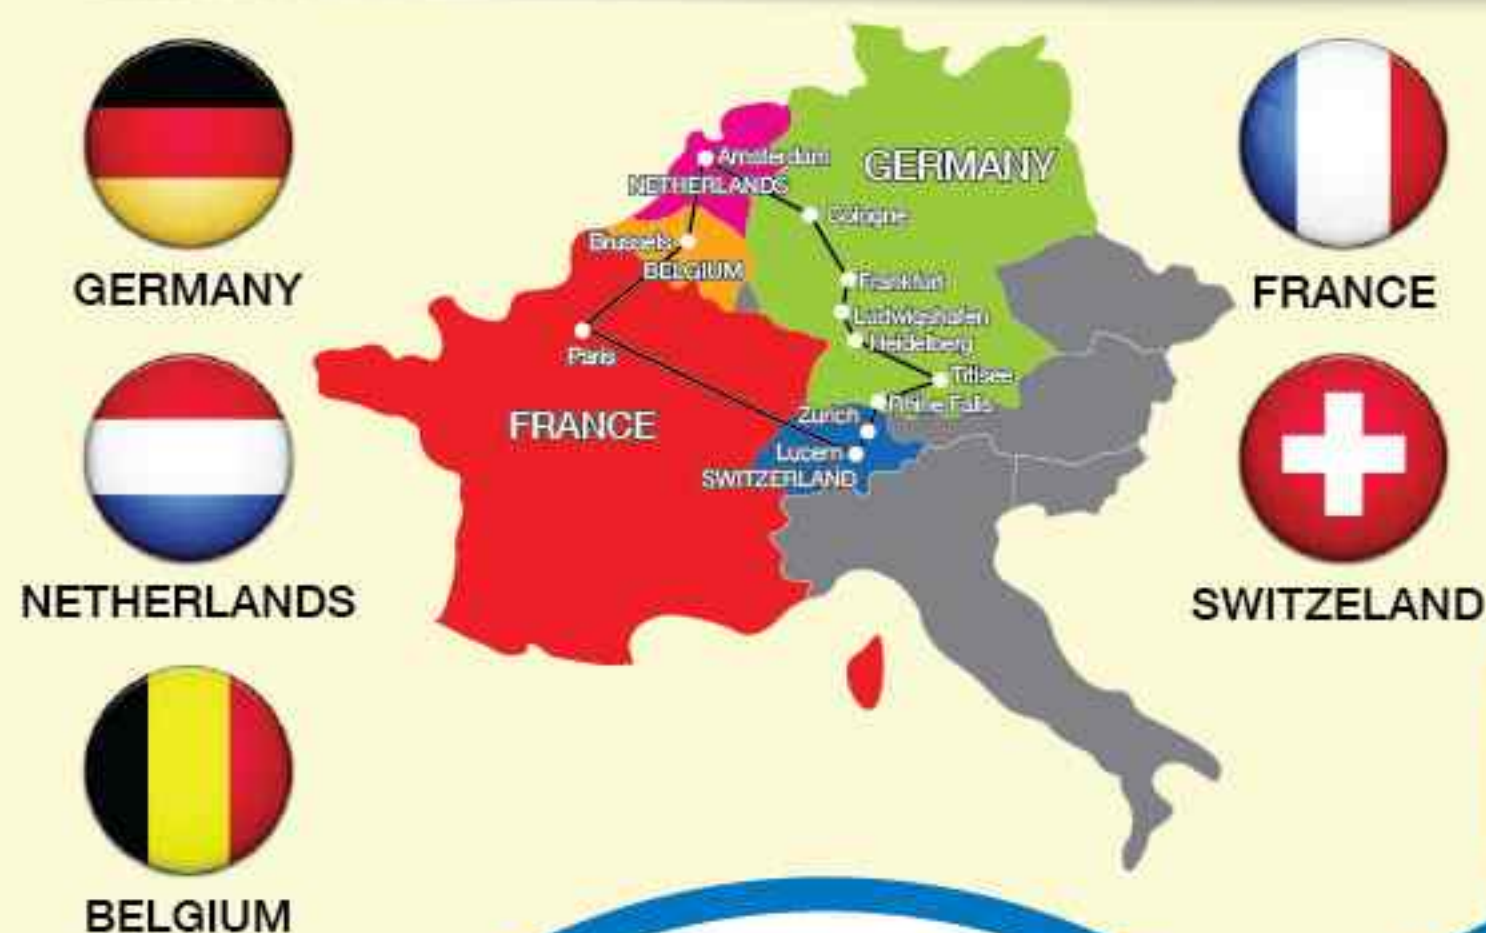 GERMANY
NETHERLANDS
BELGIUM
Amsterdam
NETHERLANDS
GERMANY
Cologne
Brussels
BELGIUM
Frankfurt
Ludwigshafen
Heidelberg
Paris
Titisee
Rhine Falls
Zurich
FRANCE
Lucern
SWITZERLAND
FRANCE
SWITZELAND